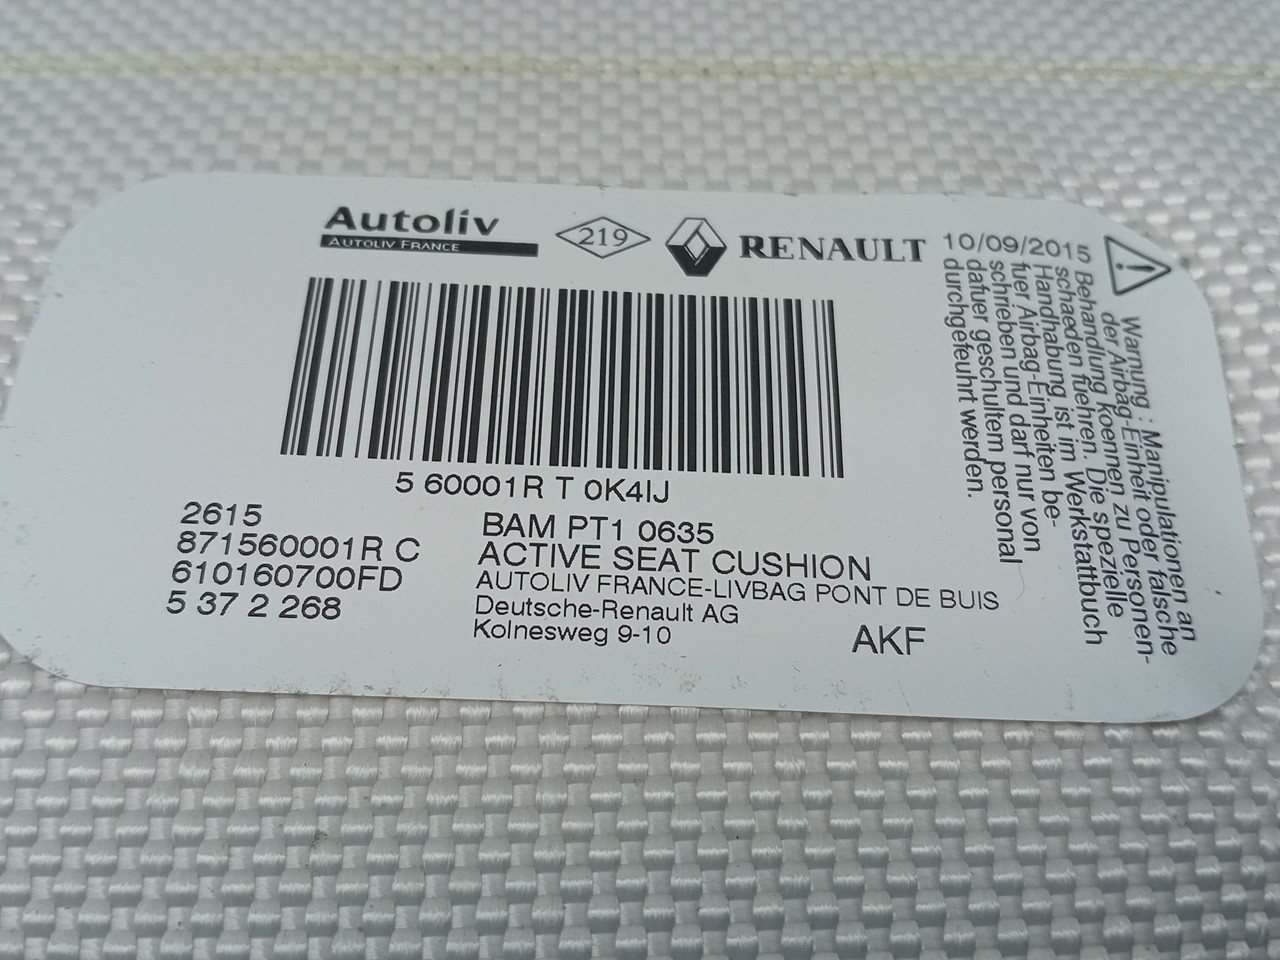 Autoliv
AUTOLIV FRANCE
219
RENAULT
10/09/2015
5 60001R T 0K4IJ
2615
871560001R C
610160700FD
5 37 2 268
BAM PT1 0635
ACTIVE SEAT CUSHION
AUTOLIV FRANCE-LIVBAG PONT DE BUIS
Deutsche-Renault AG
Kolnesweg 9-10
AKF
Warnung : Manipulationen an
der Airbag-Einheit oder falsche
Behandlung koennen zu Personen-
schaeden fuehren. Die spezielle
Handhabung ist im Werkstattbuch
fuer Airbag-Einheiten be-
schrieben und darf nur von
dafuer geschultem personal
durchgefeuhrt werden.